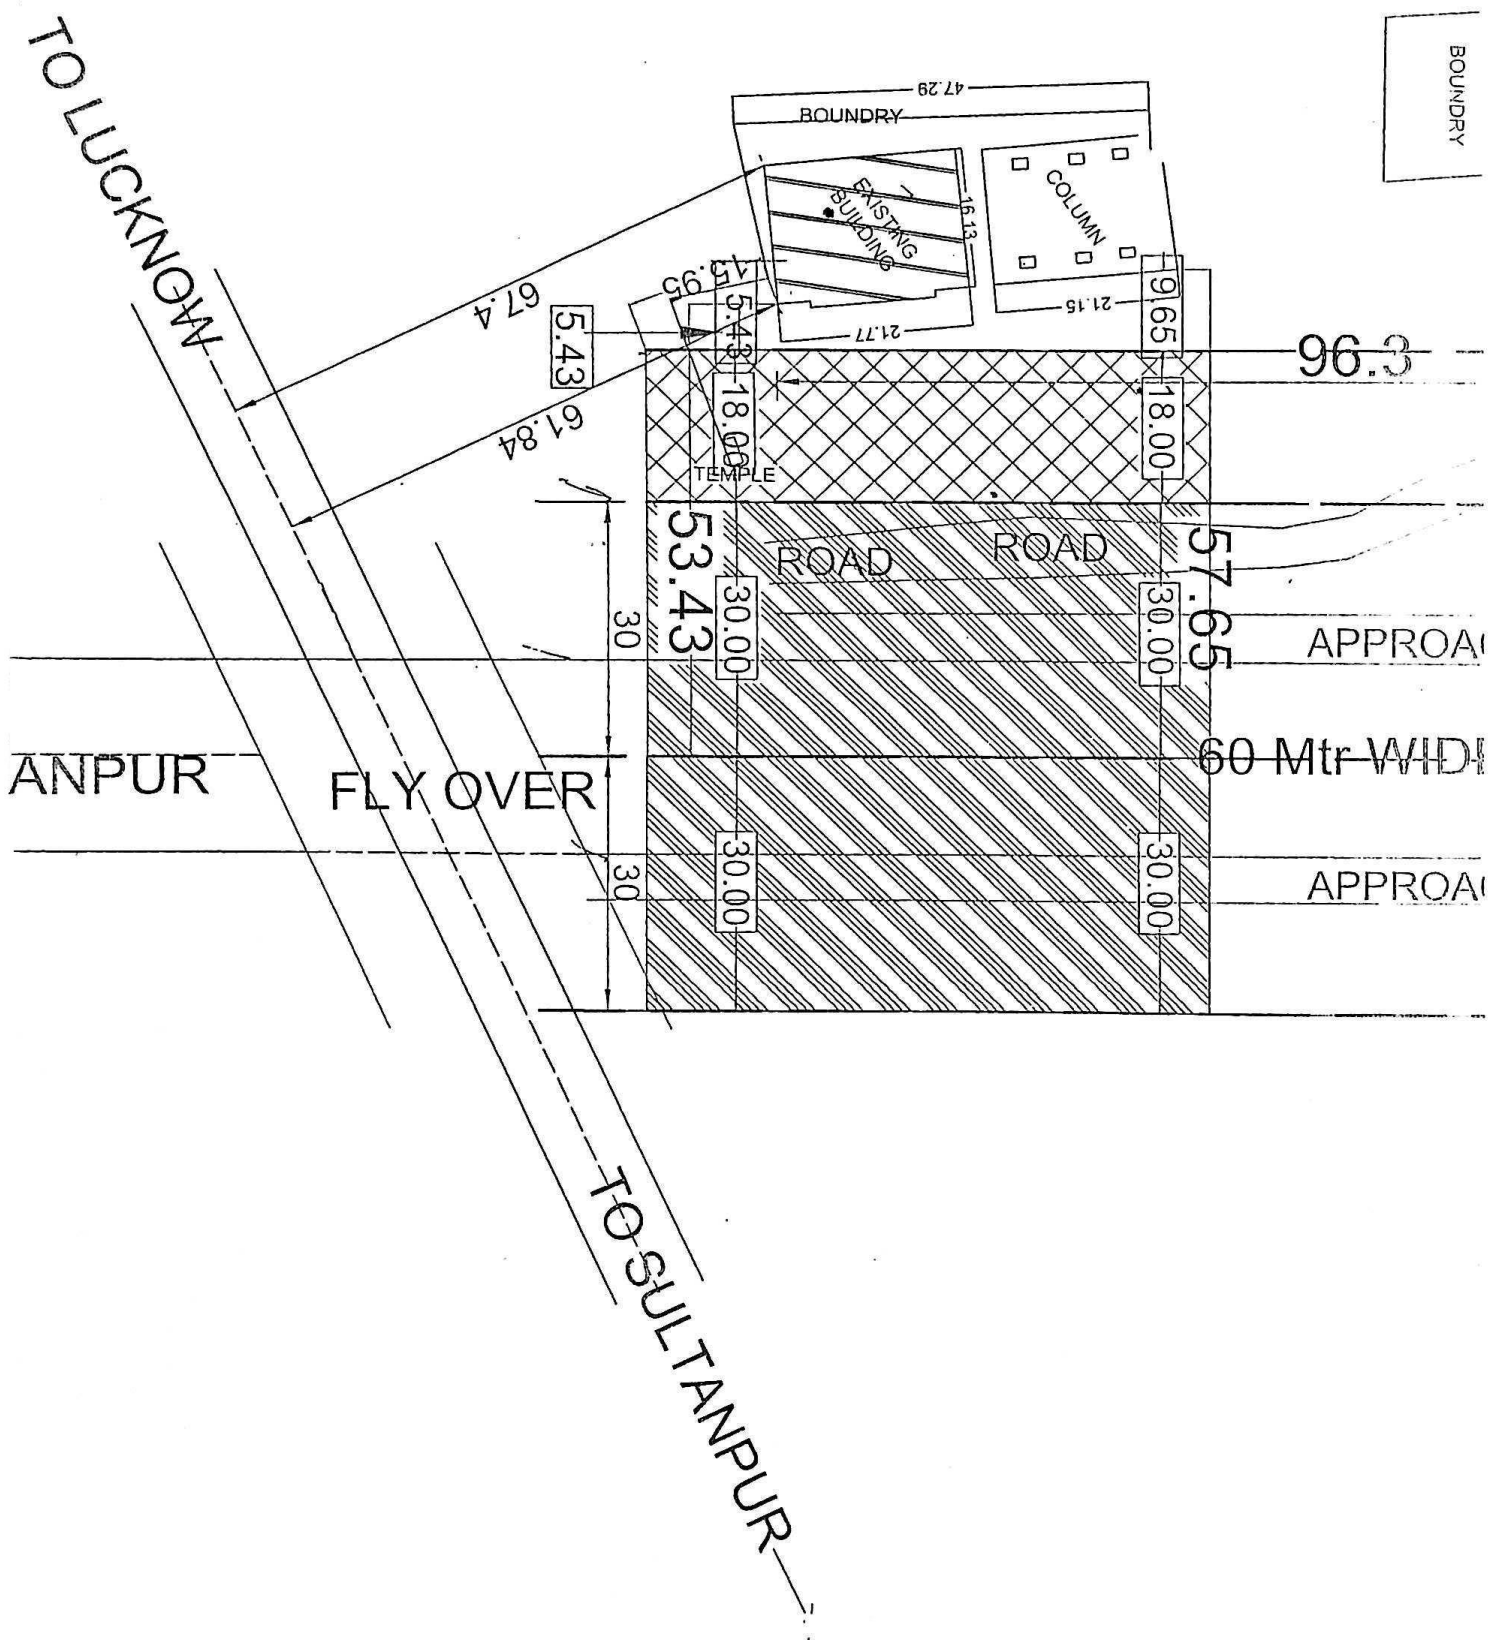 TO LUCKNOW
BOUNDRY
47.29
BOUNDRY
EXISTING
BUILDING
16.13
COLUMN
67.4
15.95
5.43
5.43
21.77
21.15
9.65
96.3
61.84
18.00
18.00
TEMPLE
53.43
ROAD
ROAD
57.65
30
30.00
30.00
APPROA
ANPUR
FLY OVER
60 Mtr WID
30
30.00
30.00
APPROA
TO SULTANPUR